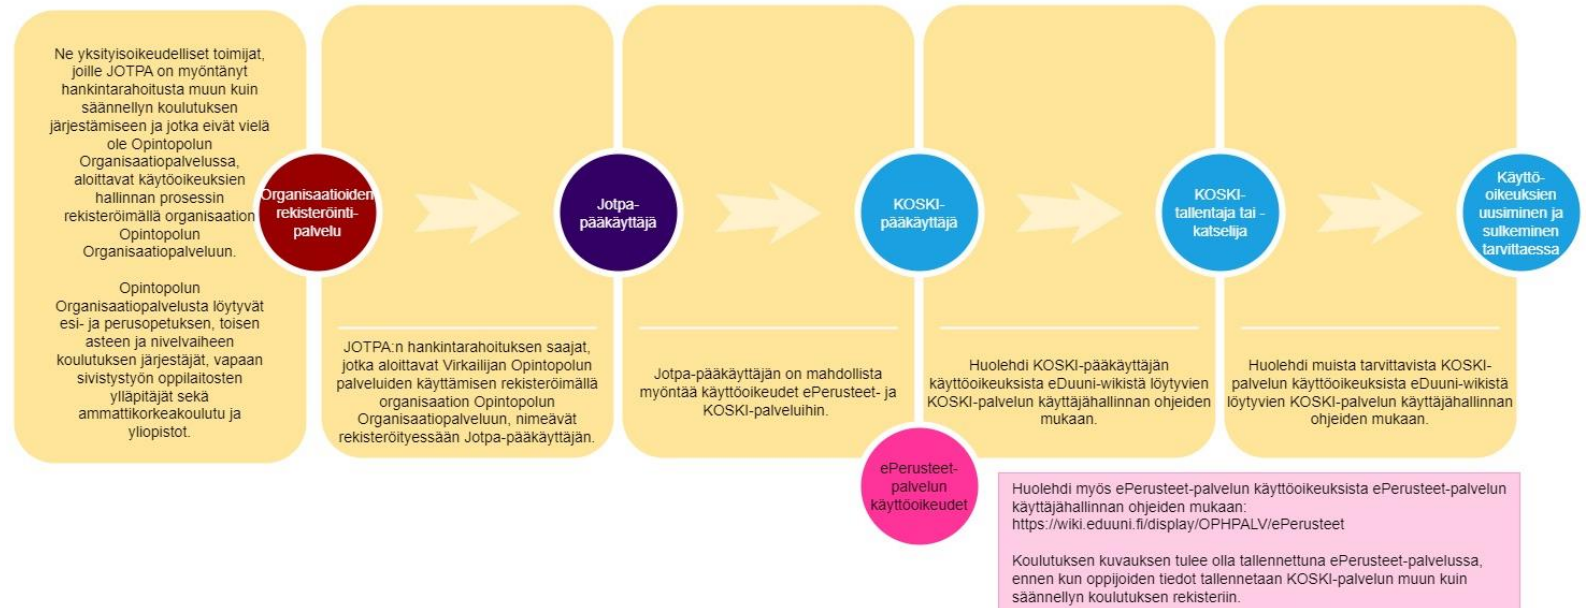 Ne yksityisoikeudelliset toimijat,
joille JOTPA on myöntänyt
hankintarahoitusta muun kuin
säännellyn koulutuksen
järjestämiseen ja jotka eivät vielä
ole Opintopolun
Organisaatiopalvelussa,
aloittavat käytöoikeuksien
hallinnan prosessin
rekisteröimällä organisaation
Opintopolun
Organisaatiopalveluun.
Opintopolun
Organisaatiopalvelusta löytyvät
esi- ja perusopetuksen, toisen
asteen ja nivelvaiheen
koulutuksen järjestäjät, vapaan
sivistystyön oppilaitosten
ylläpitäjät sekä
ammattikorkeakoulutu ja
yliopistot.
Organisaatioiden
rekisteröinti-
palvelu
JOTPA:n hankintarahoituksen saajat,
jotka aloittavat Virkailijan Opintopolun
palveluiden käyttämisen rekisteröimällä
organisaation Opintopolun
Organisaatiopalveluun, nimeävät
rekisteröityessään Jotpa-pääkäyttäjän.
Jotpa-
pääkäyttäjä
Jotpa-pääkäyttäjän on mahdollista
myöntää käyttöoikeudet ePerusteet- ja
KOSKI-palveluihin.
KOSKI-
pääkäyttäjä
ePerusteet-
palvelun
käyttöoikeudet
Huolehdi KOSKI-pääkäyttäjän
käyttöoikeuksista eDuuni-wikistä löytyvien
KOSKI-palvelun käyttäjähallinnan ohjeiden
mukaan.
KOSKI-
tallentaja tai -
katselija
Huolehdi muista tarvittavista KOSKI-
palvelun käyttöoikeuksista eDuuni-wikistä
löytyvien KOSKI-palvelun käyttäjähallinnan
ohjeiden mukaan.
Käyttö-
oikeuksien
uusiminen ja
sulkeminen
tarvittaessa
Huolehdi myös ePerusteet-palvelun käyttöoikeuksista ePerusteet-palvelun
käyttäjähallinnan ohjeiden mukaan:
https://wiki.eduuni.fi/display/OPHPALV/ePerusteet
Koulutuksen kuvauksen tulee olla tallennettuna ePerusteet-palvelussa,
ennen kun oppijoiden tiedot tallennetaan KOSKI-palvelun muun kuin
säännellyn koulutuksen rekisteriin.